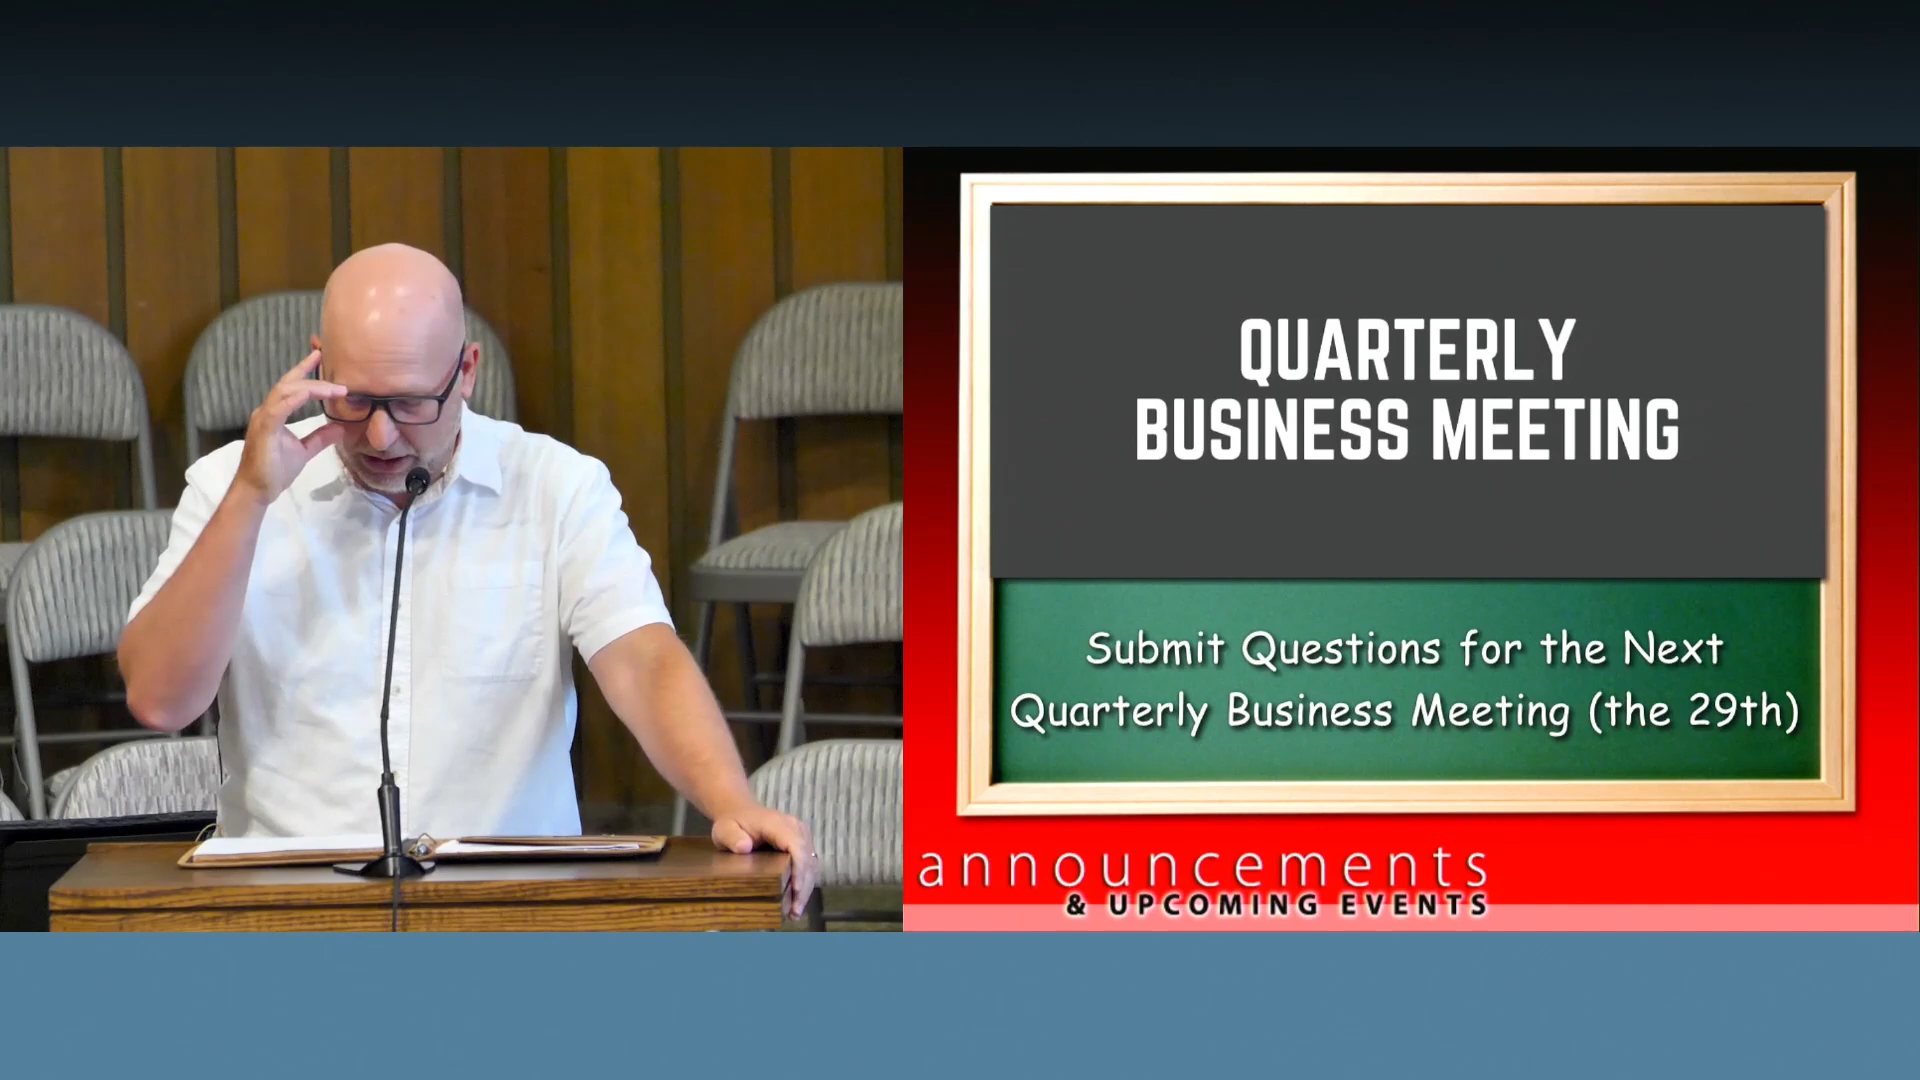 QUARTERLY
BUSINESS MEETING
Submit Questions for the Next
Quarterly Business Meeting (the 29th)
announcements
& UPCOMING EVENTS